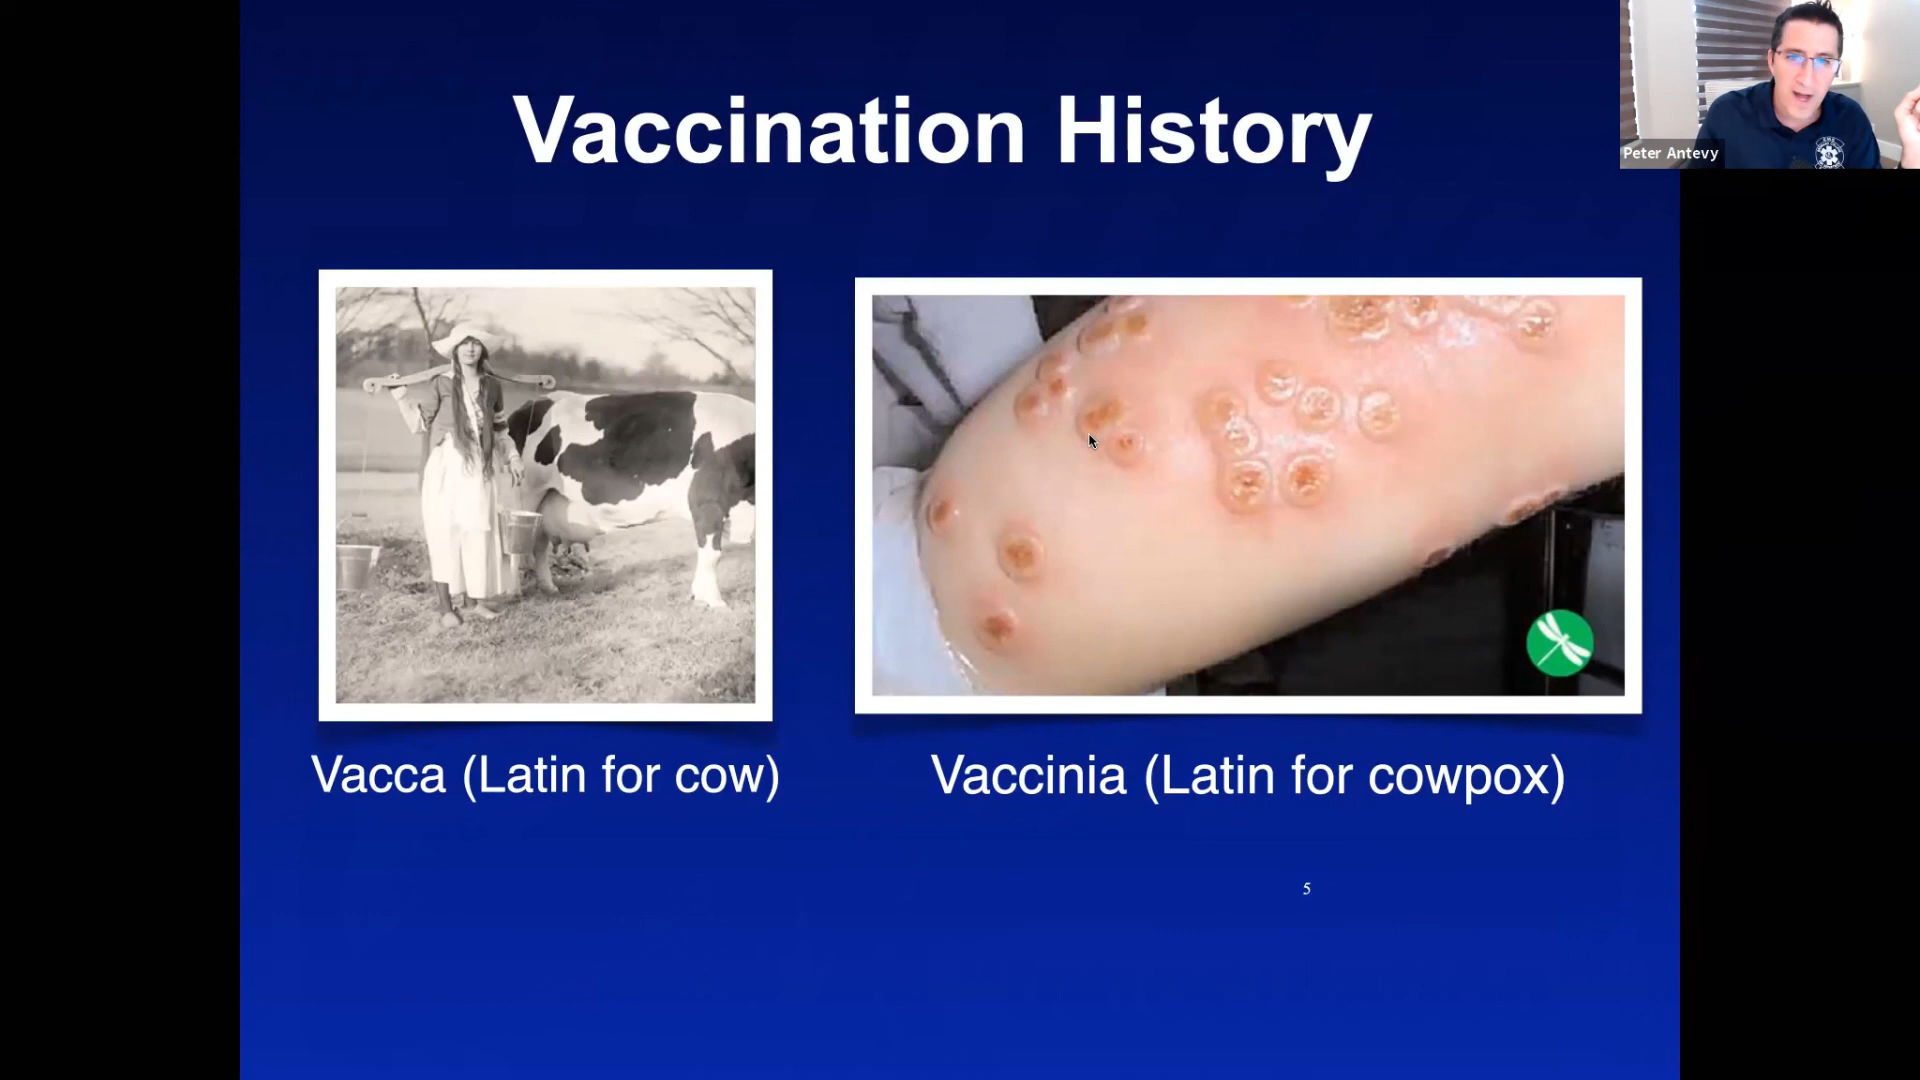 Vaccination History
Peter Antevy
Vacca (Latin for cow)
Vaccinia (Latin for cowpox)
5